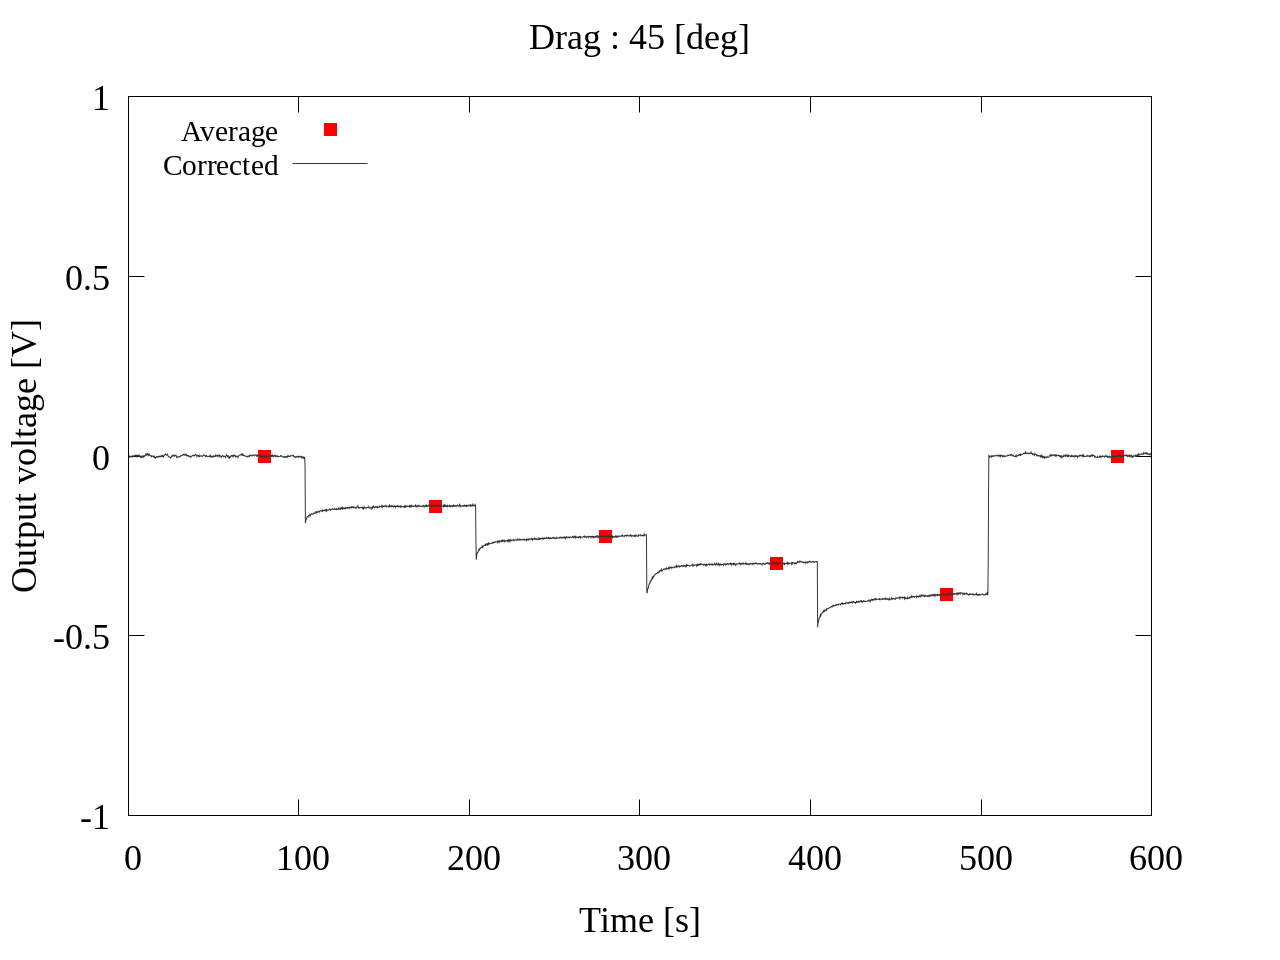 Drag : 45 [deg]
1
Average
Corrected
0.5
0
-0.5
-1
Output voltage [V]
0 100 200 300 400 500 600
Time [s]